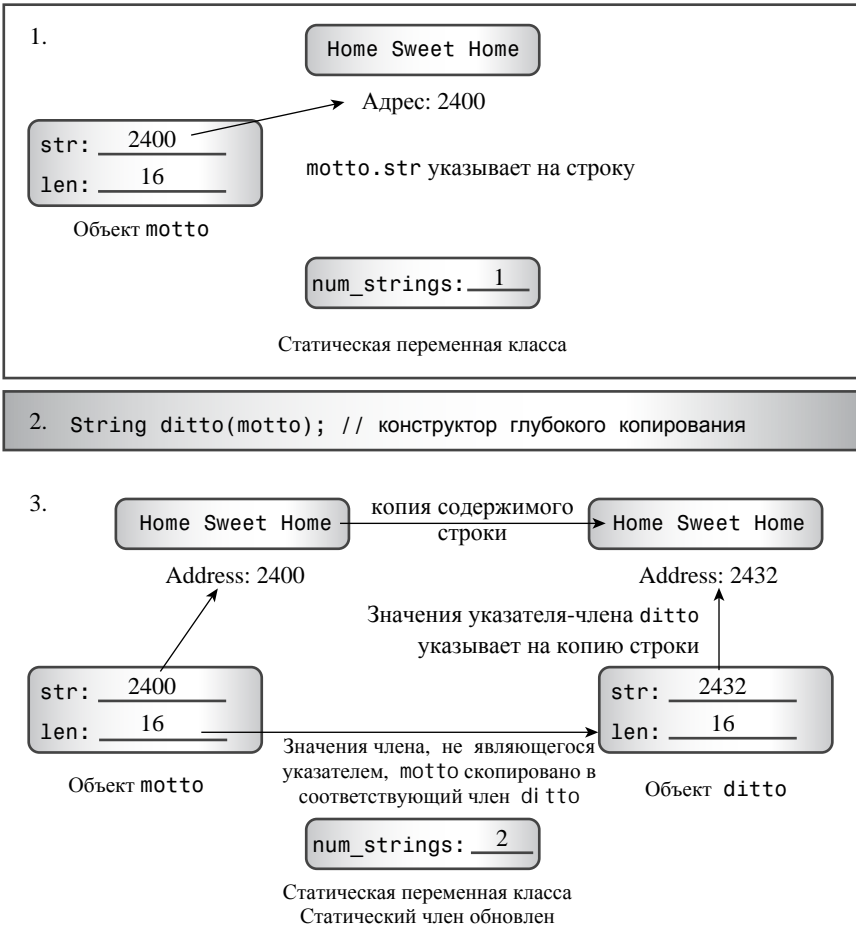 1.
Home Sweet Home
Адрес: 2400
str: 2400
len: 16
motto.str указывает на строку
Объект motto
num_strings: 1
Статическая переменная класса
2. String ditto(motto); // конструктор глубокого копирования
3.
Home Sweet Home
копия содержимого
строки
Home Sweet Home
Address: 2400
Address: 2432
Значения указателя-члена ditto
указывает на копию строки
str: 2400
len: 16
str: 2432
len: 16
Значения члена, не являющегося
указателем, motto скопировано в
соответствующий член ditto
Объект motto
Объект ditto
num_strings: 2
Статическая переменная класса
Статический член обновлен